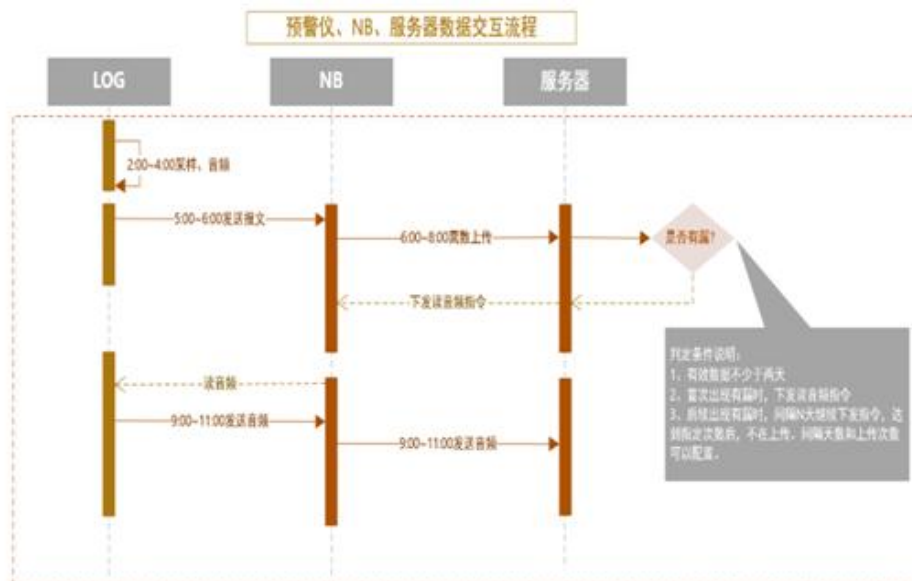 预警仪、NB、服务器数据交互流程
LOG
NB
服务器
2:00~4:00采样、音频
5:00~6:00发送报文
6:00~8:00离散上传
是否有漏?
下发读音频指令
判定条件说明:
1、有效数据不少于两天
2、首次出现有漏时,下发读音频指令
3、后续出现有漏时,间隔N天继续下发指令,达
到指定次数后,不在上传,间隔天数和上传次数
可以配置。
读音频
9:00~11:00发送音频
9:00~11:00发送音频